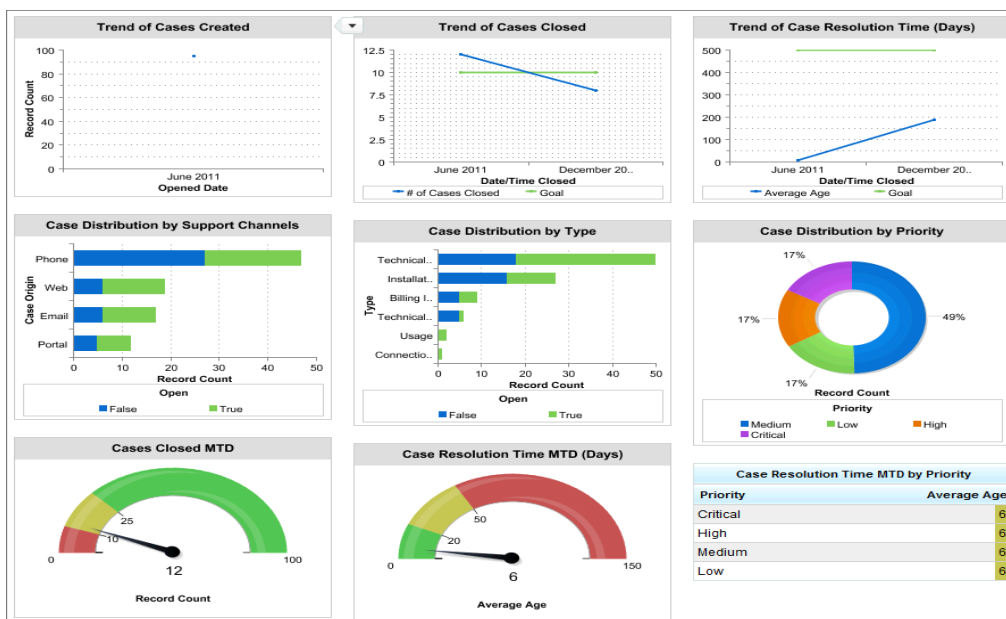 Trend of Cases Created
100
80
60
40
20
0
Record Count
June 2011
Opened Date
Trend of Cases Closed
12.5
10
7.5
5
2.5
0
June 2011 December 20..
Date/Time Closed
# of Cases Closed Goal
Trend of Case Resolution Time (Days)
500
400
300
200
100
0
June 2011 December 20..
Date/Time Closed
Average Age Goal
Case Distribution by Support Channels
Case Origin
Phone
Web
Email
Portal
0 10 20 30 40 50
Record Count
Open
False True
Case Distribution by Type
Type
Technical..
Installat..
Billing I..
Technical..
Usage
Connectio..
0 10 20 30 40 50
Record Count
Open
False True
Case Distribution by Priority
17%
17%
49%
17%
Record Count
Priority
Medium Low High
Critical
Cases Closed MTD
25
10
0 100
12
Record Count
Case Resolution Time MTD (Days)
50
20
0 150
6
Average Age
Case Resolution Time MTD by Priority
Priority Average Age
Critical 6
High 6
Medium 6
Low 6